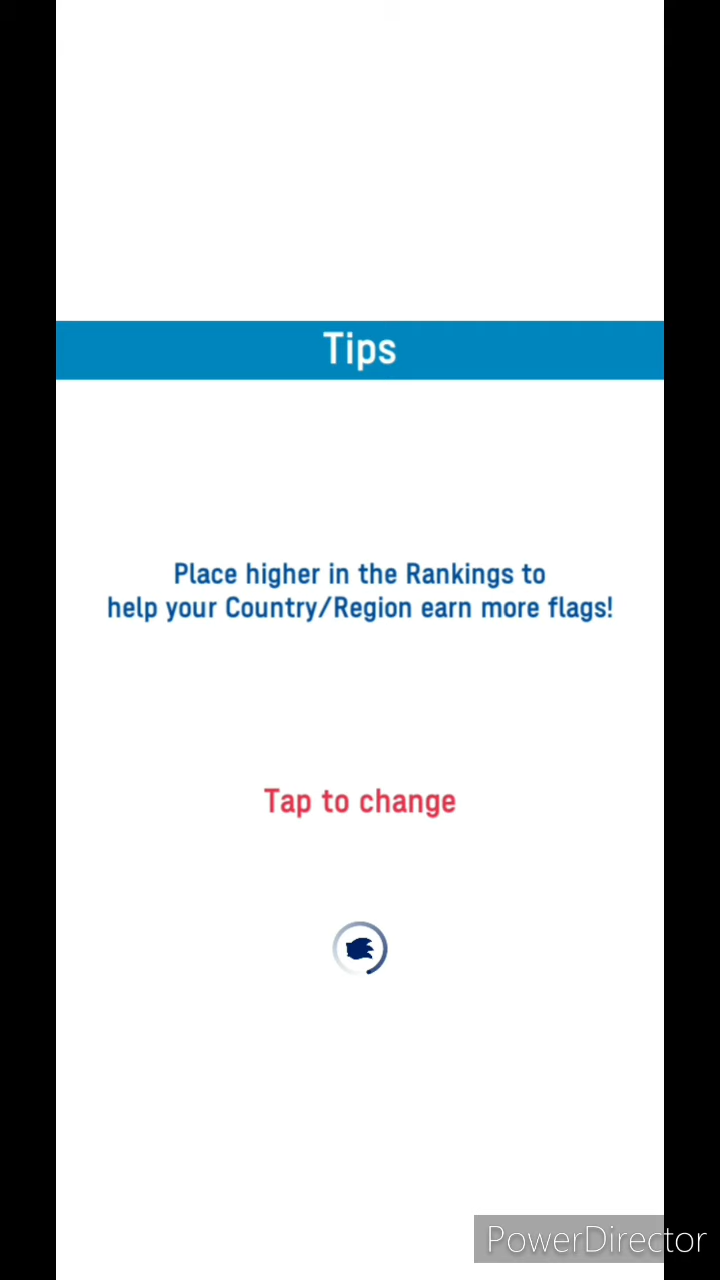 Tips
Place higher in the Rankings to
help your Country/Region earn more flags!
Tap to change
PowerDirector